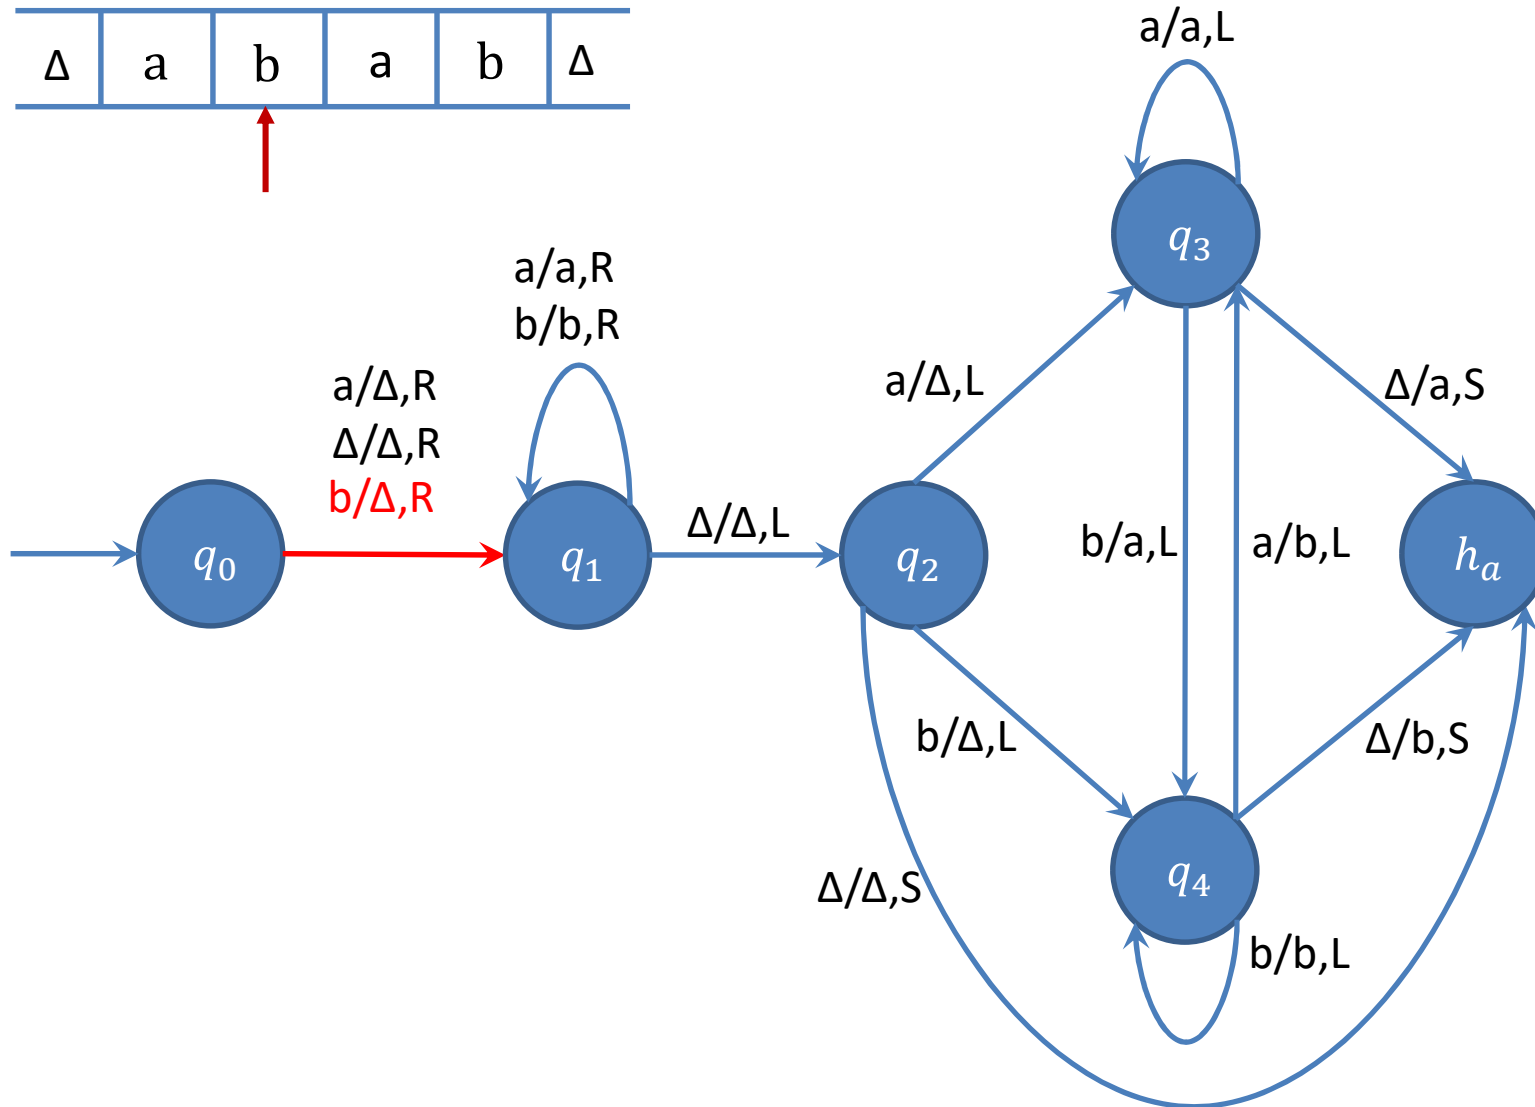 Δ a b a b Δ
a/a,L
q₃
a/a,R
b/b,R
a/Δ,R
Δ/Δ,R
b/Δ,R
a/Δ,L
Δ/a,S
q₀
q₁
Δ/Δ,L
q₂
b/a,L
a/b,L
hₐ
b/Δ,L
Δ/b,S
Δ/Δ,S
q₄
b/b,L